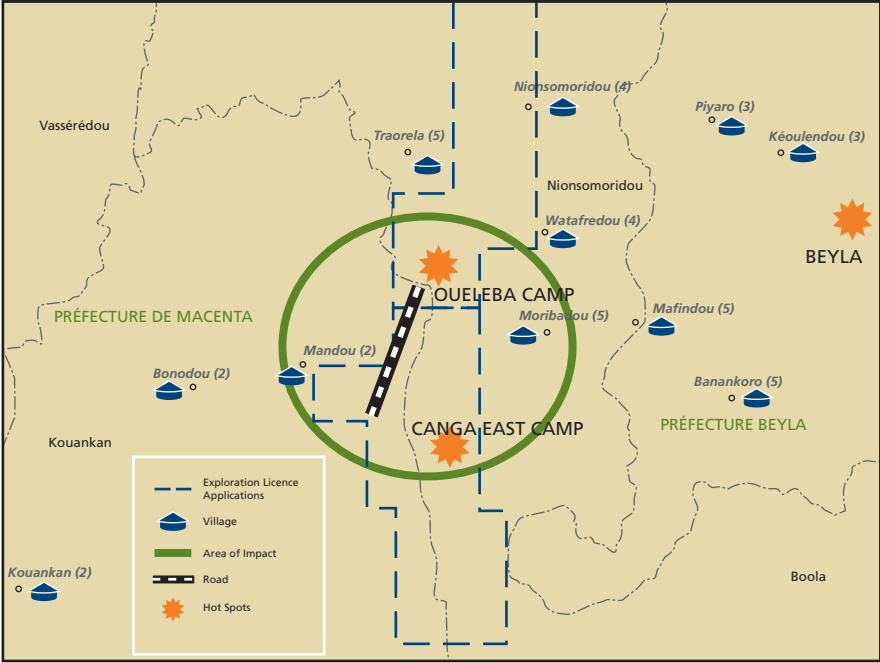 Nionsomoridou (4)
Piyaro (3)
Vassérédou
Traorela (5)
Kéoulendou (3)
Nionsomoridou
Watafredou (4)
BEYLA
OUELEBA CAMP
PRÉFECTURE DE MACENTA
Moribadou (5)
Mafindou (5)
Mandou (2)
Bonodou (2)
Banankoro (5)
CANGA EAST CAMP
PRÉFECTURE BEYLA
Kouankan
Exploration Licence
Applications
Village
Area of Impact
Road
Hot Spots
Kouankan (2)
Boola